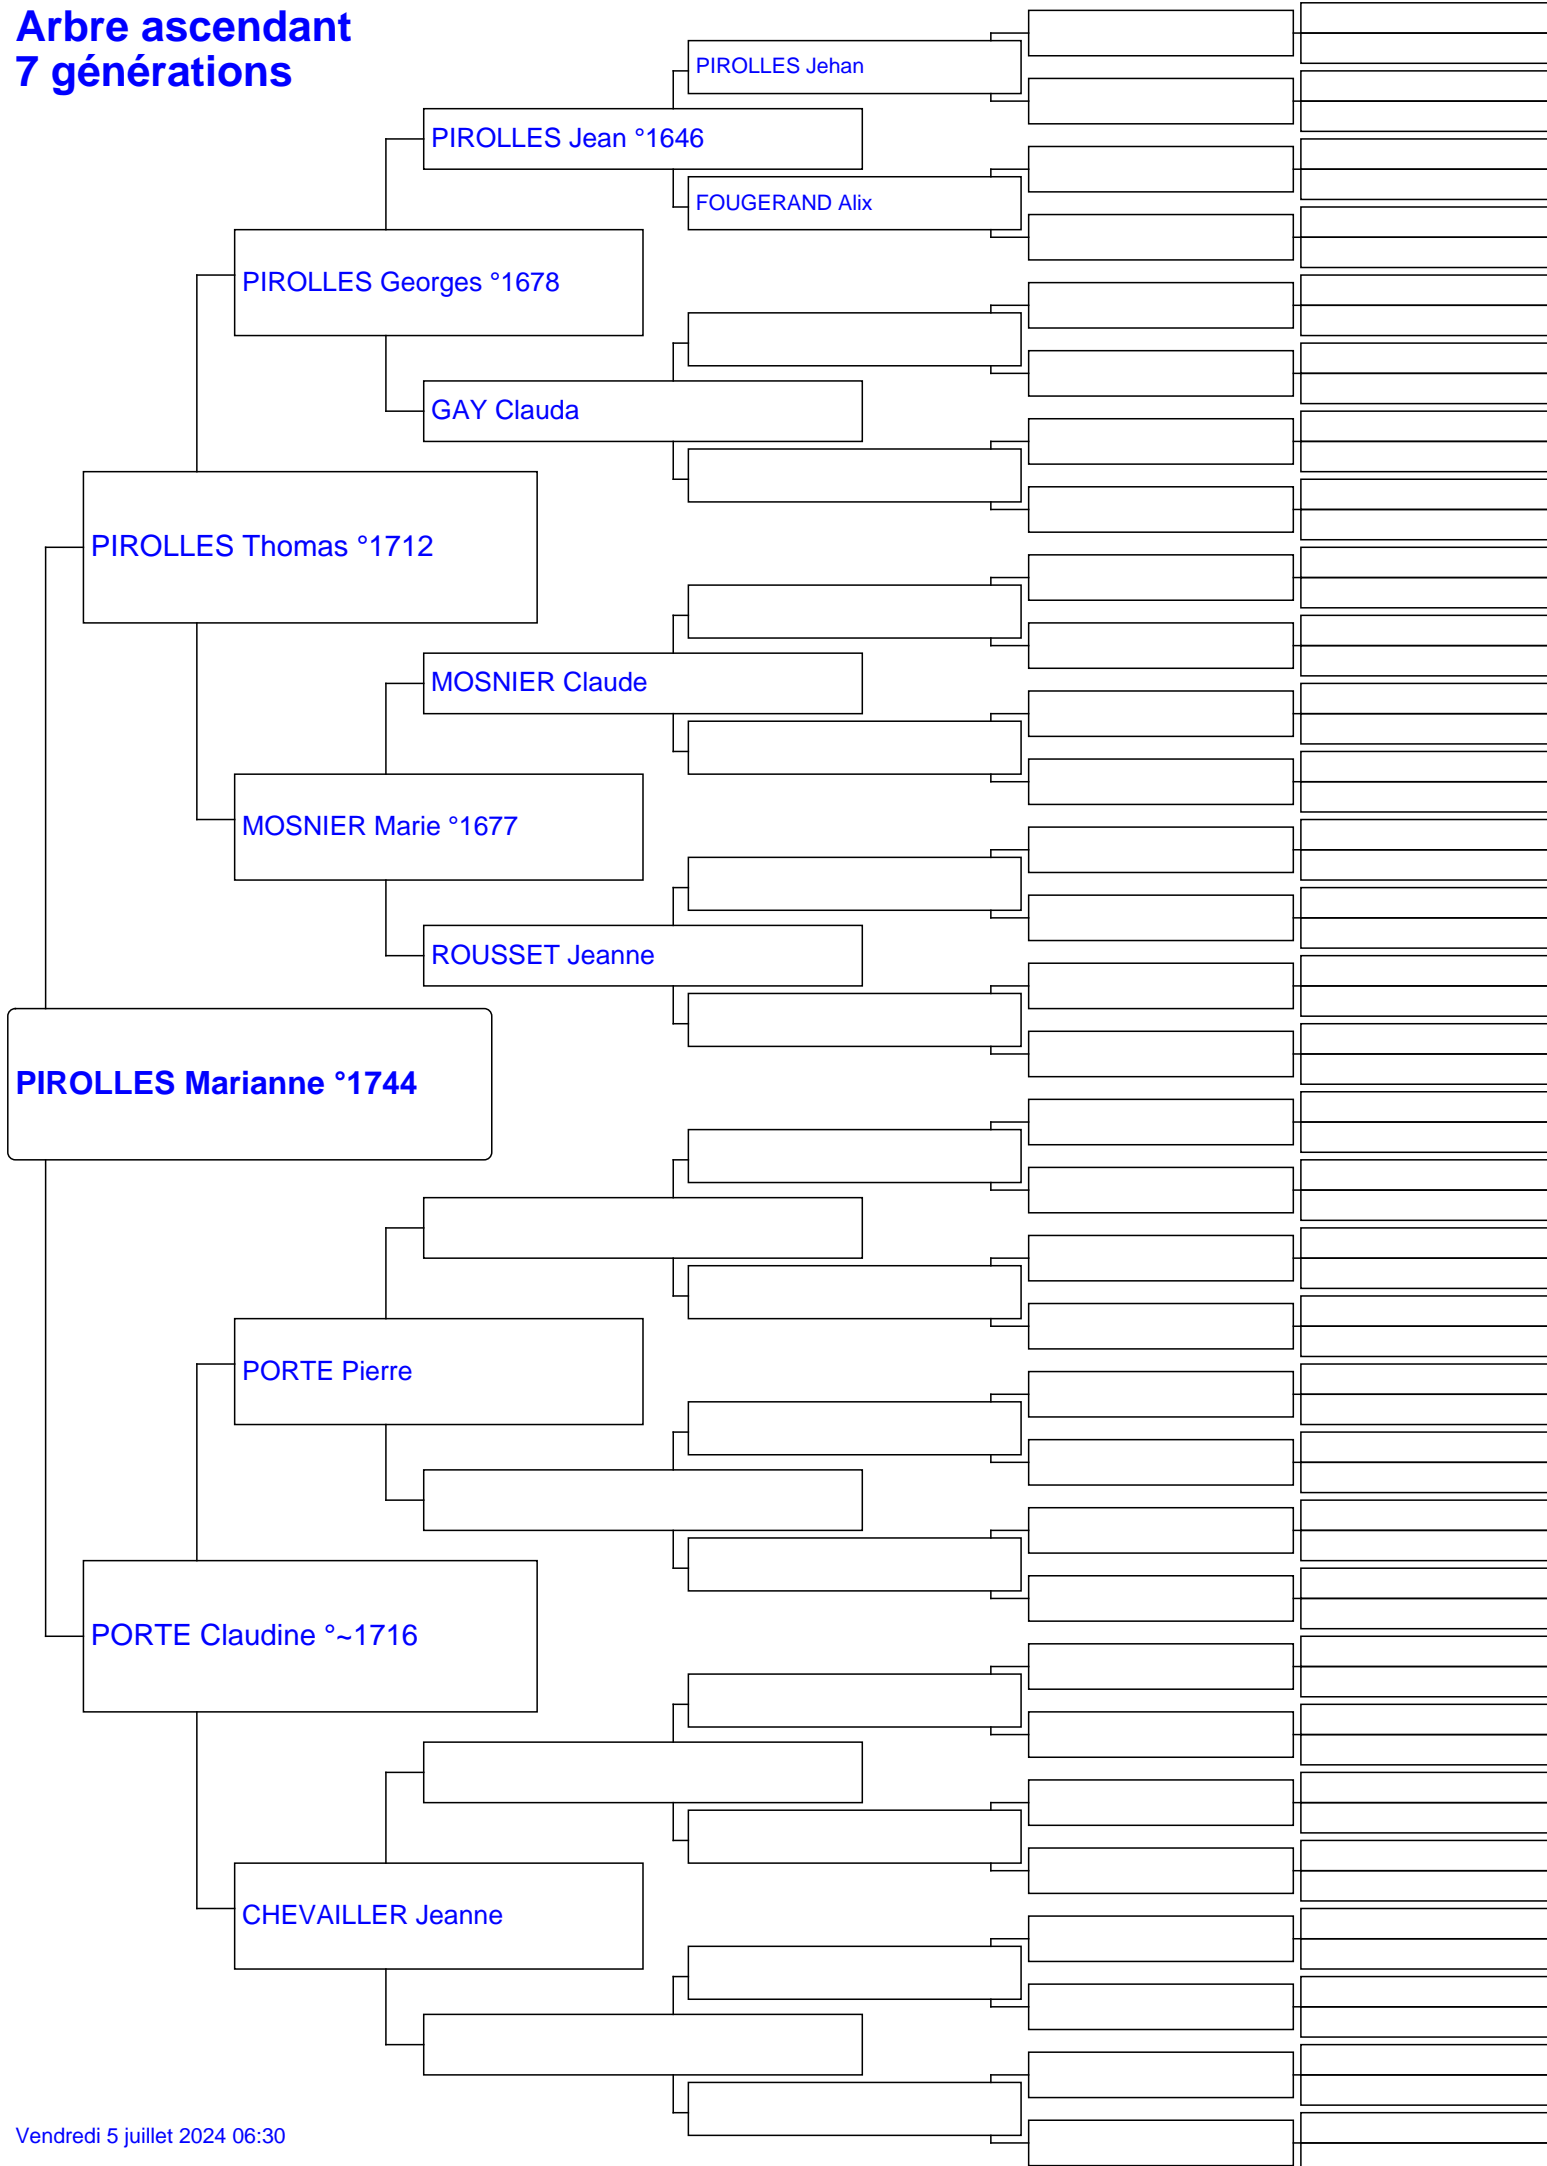 Arbre ascendant
7 générations
PIROLLES Jehan
PIROLLES Jean °1646
FOUGERAND Alix
PIROLLES Georges °1678
GAY Clauda
PIROLLES Thomas °1712
MOSNIER Claude
MOSNIER Marie °1677
ROUSSET Jeanne
PIROLLES Marianne °1744
PORTE Pierre
PORTE Claudine °~1716
CHEVAILLER Jeanne
Vendredi 5 juillet 2024 06:30